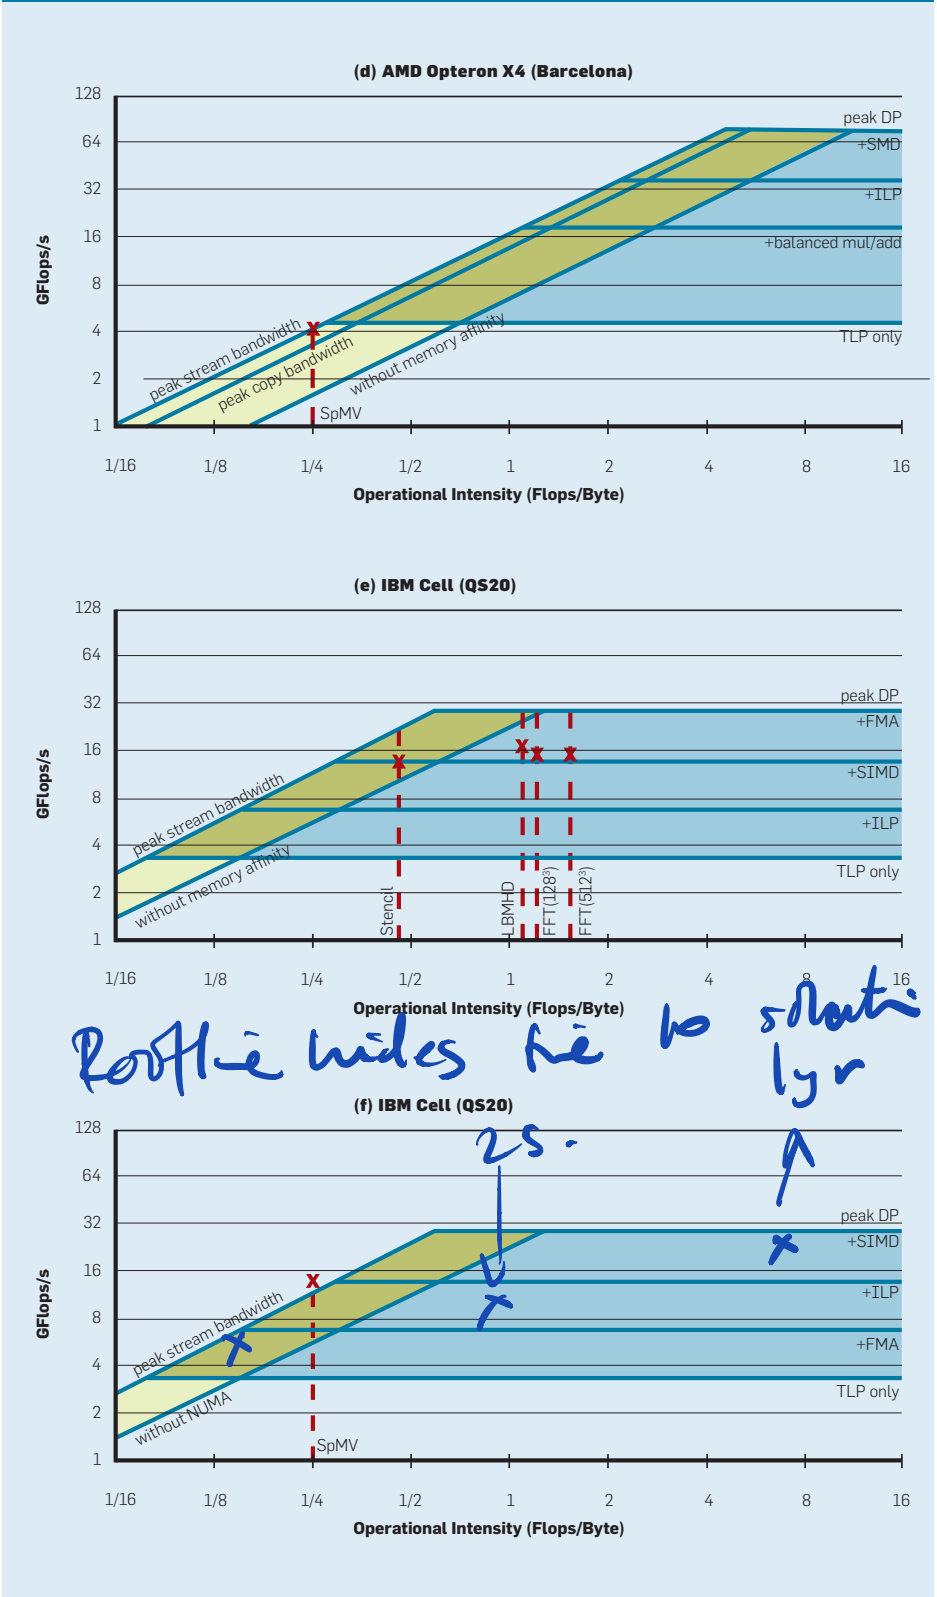 (d) AMD Opteron X4 (Barcelona)
128
64
32
16
8
4
2
1
GFlops/s
peak DP
+SMD
+ILP
+balanced mul/add
TLP only
peak stream bandwidth
peak copy bandwidth
without memory affinity
SpMV
1/16 1/8 1/4 1/2 1 2 4 8 16
Operational Intensity (Flops/Byte)
(e) IBM Cell (QS20)
128
64
32
16
8
4
2
1
GFlops/s
peak DP
+FMA
+SIMD
+ILP
TLP only
peak stream bandwidth
without memory affinity
Stencil
LBMHD
FFT(128³)
FFT(512³)
1/16 1/8 1/4 1/2 1 2 4 8 16
Operational Intensity (Flops/Byte)
Roofline hides to
(f) IBM Cell (QS20)
128
64
32
16
8
4
2
1
GFlops/s
peak DP
+SIMD
+ILP
+FMA
TLP only
peak stream bandwidth
without NUMA
SpMV
1/16 1/8 1/4 1/2 1 2 4 8 16
Operational Intensity (Flops/Byte)